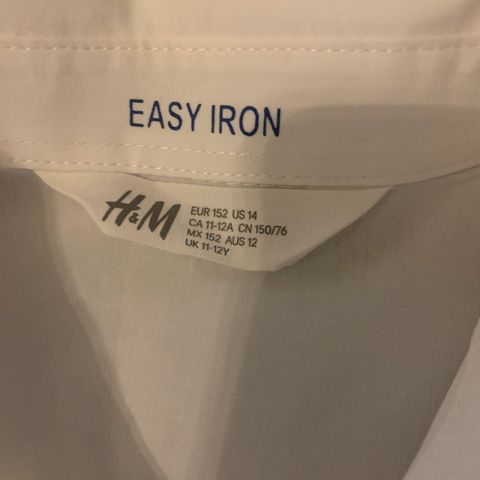 EASY IRON
H&M
EUR 152 US 14
CA 11-12A CN 150/76
MX 152 AUS 12
UK 11-12Y